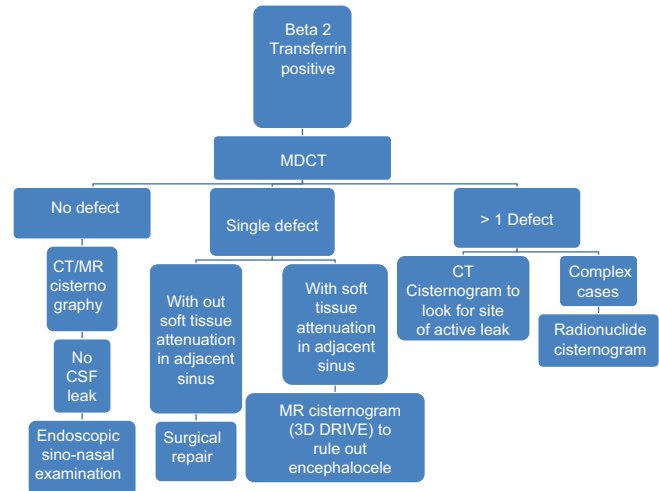 Beta 2
Transferrin
positive
MDCT
No defect
Single defect
> 1 Defect
CT/MR
cisterno
graphy
With out
soft tissue
attenuation
in adjacent
sinus
With soft
tissue
attenuation
in adjacent
sinus
CT
Cisternogram to
look for site
of active leak
Complex
cases
Radionuclide
cisternogram
No
CSF
leak
Endoscopic
sino-nasal
examination
Surgical
repair
MR cisternogram
(3D DRIVE) to
rule out
encephalocele